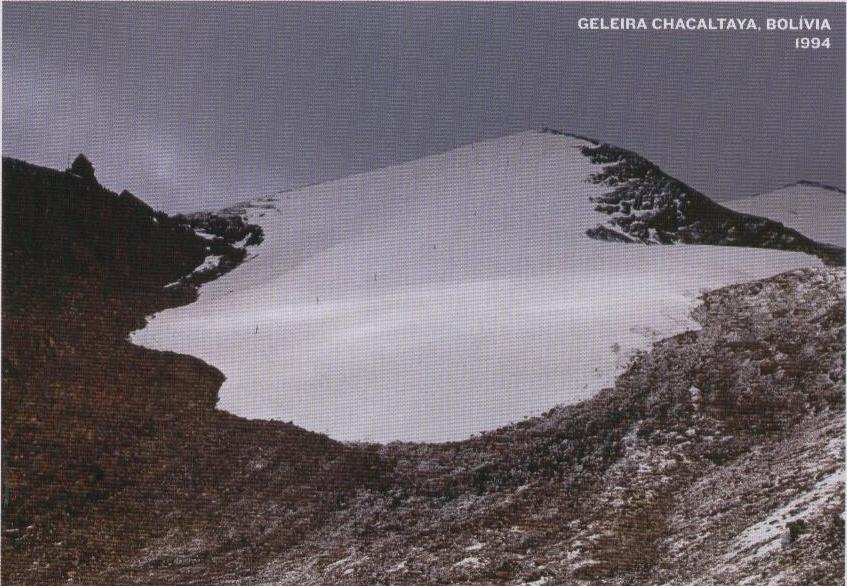 GELEIRA CHACALTAYA, BOLÍVIA
1994